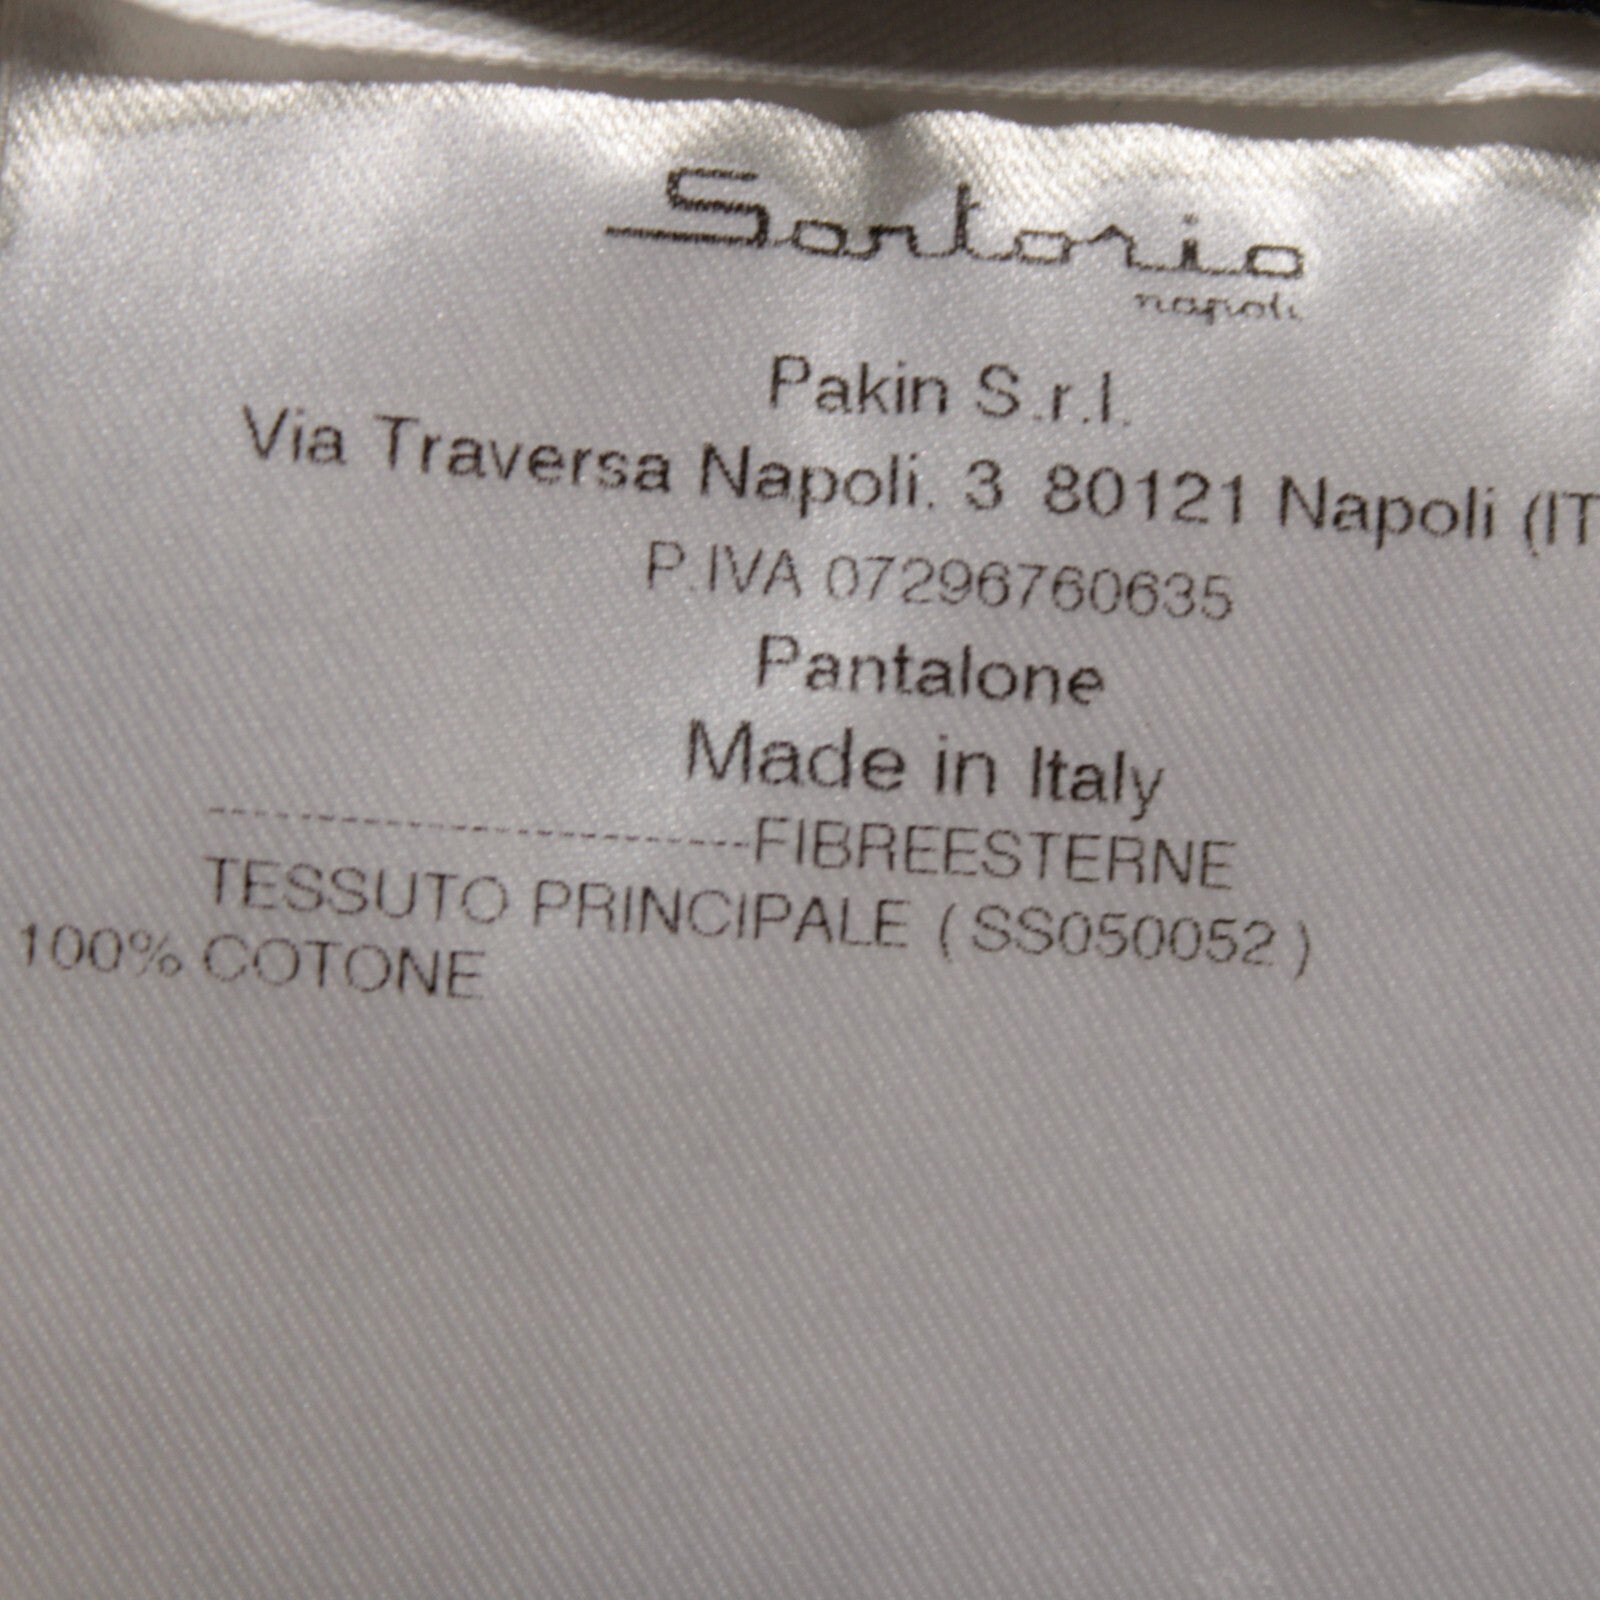 Sartorio
napoli
Pakin S.r.l.
Via Traversa Napoli. 3 80121 Napoli (IT
P.IVA 07296760635
Pantalone
Made in Italy
--------------------------------FIBREESTERNE
TESSUTO PRINCIPALE ( SS050052 )
100% COTONE